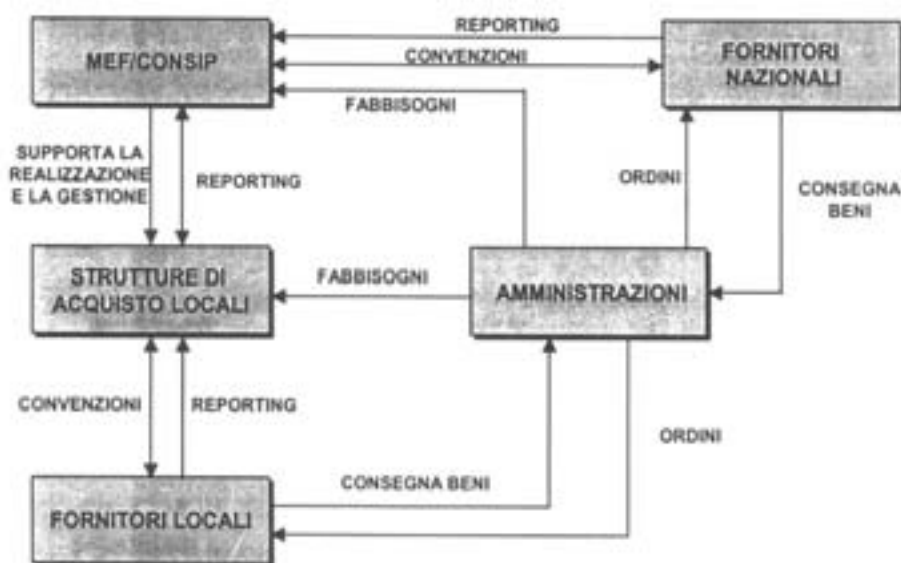 REPORTING
MEF/CONSIP
CONVENZIONI
FORNITORI
NAZIONALI
FABBISOGNI
SUPPORTA LA
REALIZZAZIONE
E LA GESTIONE
REPORTING
ORDINI
CONSEGNA
BENI
STRUTTURE DI
ACQUISTO LOCALI
FABBISOGNI
AMMINISTRAZIONI
CONVENZIONI
REPORTING
ORDINI
CONSEGNA BENI
FORNITORI LOCALI